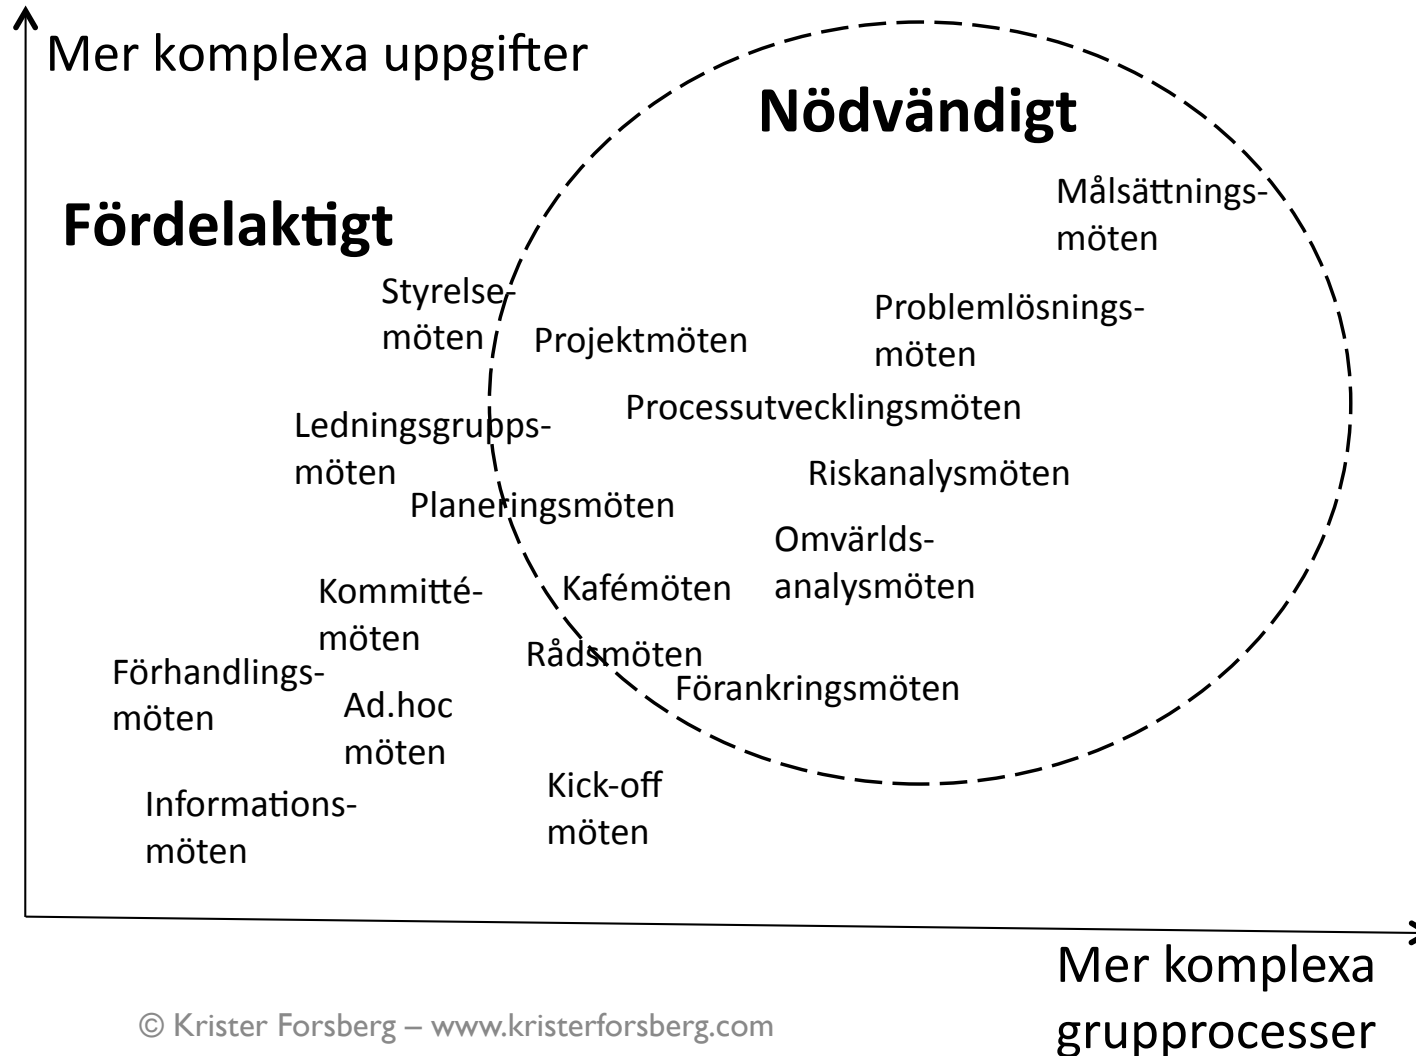 Mer komplexa uppgifter
Nödvändigt
Fördelaktigt
Målsättnings-
möten
Styrelse-
möten
Projektmöten
Problemlösnings-
möten
Processutvecklingsmöten
Ledningsgrupps-
möten
Riskanalysmöten
Planeringsmöten
Omvärlds-
analysmöten
Kafémöten
Kommitté-
möten
Rådsmöten
Förankringsmöten
Förhandlings-
möten
Ad.hoc
möten
Kick-off
möten
Informations-
möten
Mer komplexa
grupprocesser
© Krister Forsberg – www.kristerforsberg.com